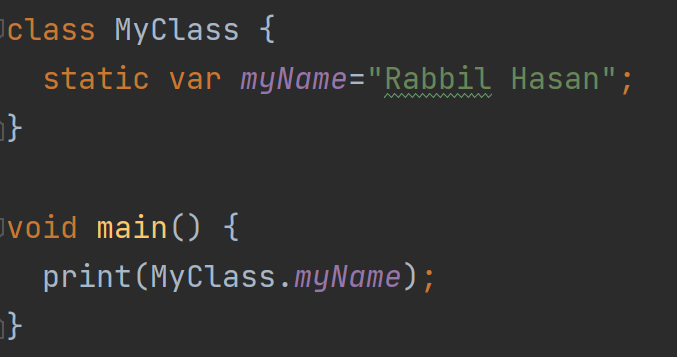 class MyClass {
  static var myName="Rabbil Hasan";
}
void main() {
  print(MyClass.myName);
}